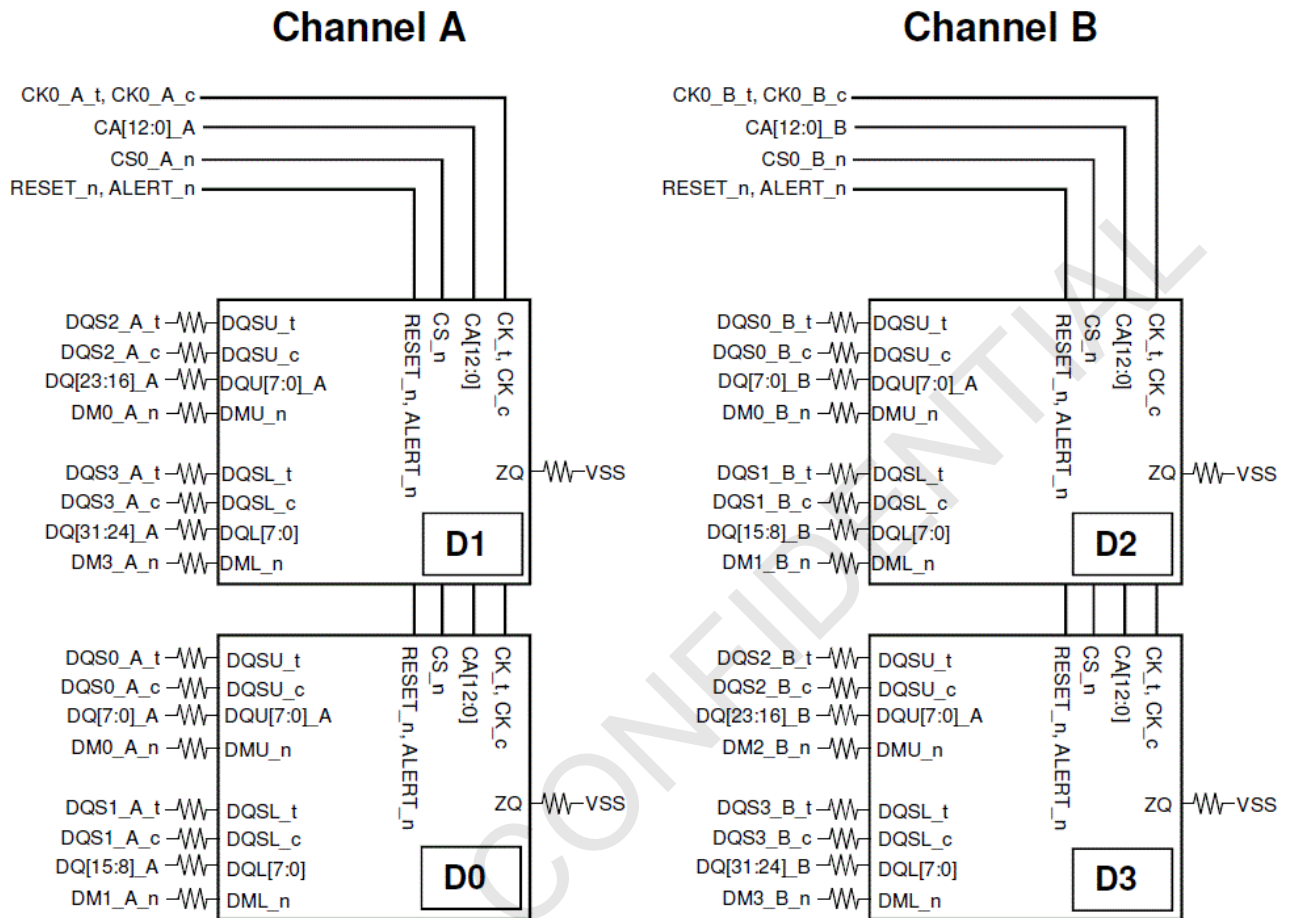 Channel A
CK0_A_t, CK0_A_c
CA[12:0]_A
CS0_A_n
RESET_n, ALERT_n
DQS2_A_t
DQS2_A_c
DQ[23:16]_A
DM0_A_n
DQS3_A_t
DQS3_A_c
DQ[31:24]_A
DM3_A_n
DQSU_t
DQSU_c
DQU[7:0]_A
DMU_n
DQSL_t
DQSL_c
DQL[7:0]
DML_n
RESET_n, ALERT_n
CS_n
CA[12:0]
CK_t, CK_c
ZQ
VSS
D1
DQS0_A_t
DQS0_A_c
DQ[7:0]_A
DM0_A_n
DQS1_A_t
DQS1_A_c
DQ[15:8]_A
DM1_A_n
DQSU_t
DQSU_c
DQU[7:0]_A
DMU_n
DQSL_t
DQSL_c
DQL[7:0]
DML_n
RESET_n, ALERT_n
CS_n
CA[12:0]
CK_t, CK_c
ZQ
VSS
D0
Channel B
CK0_B_t, CK0_B_c
CA[12:0]_B
CS0_B_n
RESET_n, ALERT_n
DQS0_B_t
DQS0_B_c
DQ[7:0]_B
DM0_B_n
DQS1_B_t
DQS1_B_c
DQ[15:8]_B
DM1_B_n
DQSU_t
DQSU_c
DQU[7:0]_A
DMU_n
DQSL_t
DQSL_c
DQL[7:0]
DML_n
RESET_n, ALERT_n
CS_n
CA[12:0]
CK_t, CK_c
ZQ
VSS
D2
DQS2_B_t
DQS2_B_c
DQ[23:16]_B
DM2_B_n
DQS3_B_t
DQS3_B_c
DQ[31:24]_B
DM3_B_n
DQSU_t
DQSU_c
DQU[7:0]_A
DMU_n
DQSL_t
DQSL_c
DQL[7:0]
DML_n
RESET_n, ALERT_n
CS_n
CA[12:0]
CK_t, CK_c
ZQ
VSS
D3
CONFIDENTIAL